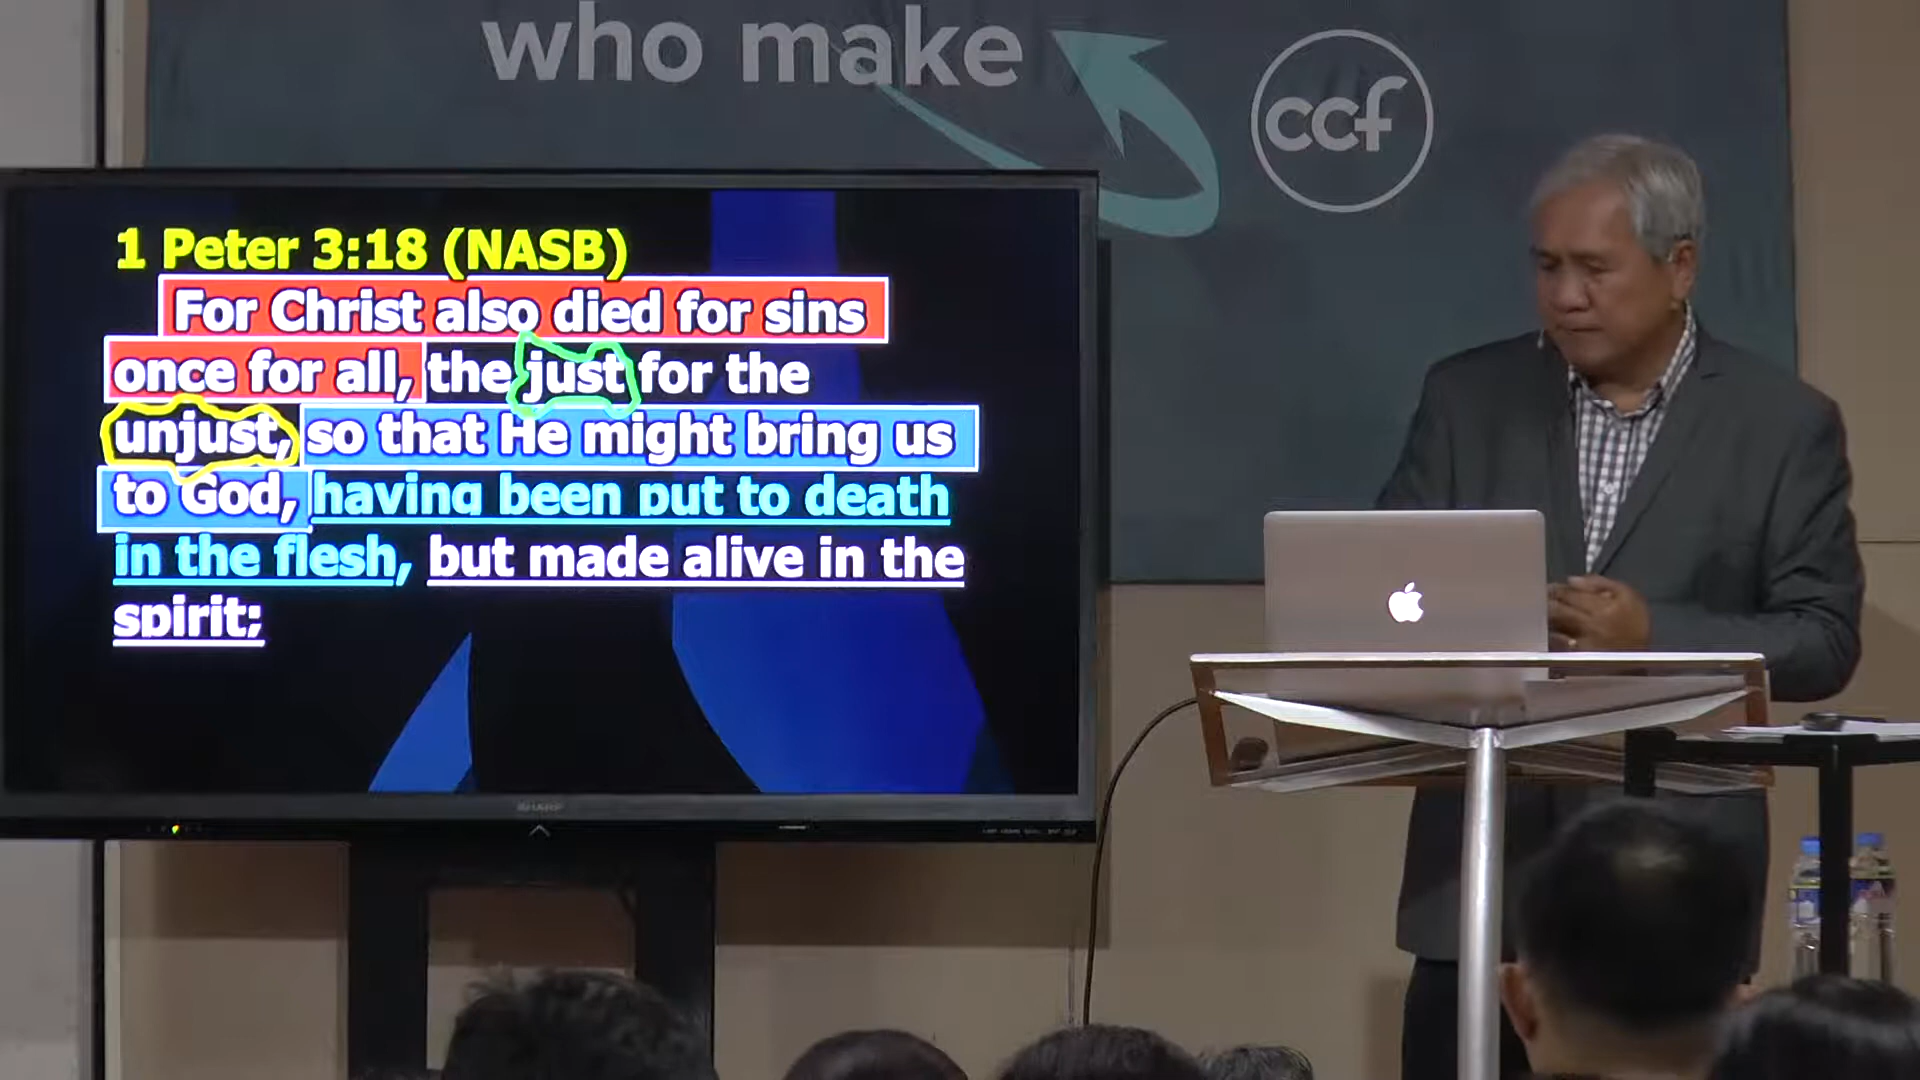 who make
ccf
1 Peter 3:18 (NASB)
For Christ also died for sins
once for all, the just for the
unjust, so that He might bring us
to God, having been put to death
in the flesh, but made alive in the
spirit;
SHARP